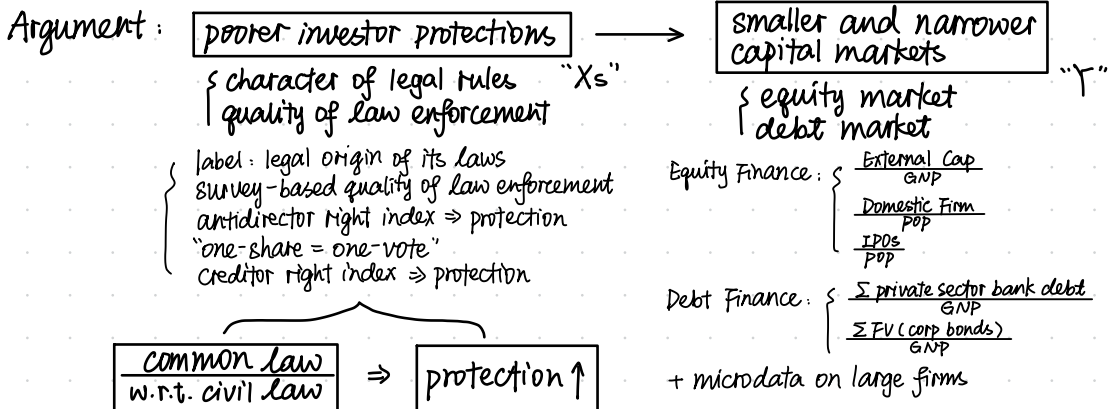 Argument: poorer investor protections → smaller and narrower capital markets
{ character of legal rules "Xs"
quality of law enforcement
{ equity market "Y"
debt market
{ label: legal origin of its laws
survey-based quality of law enforcement
antidirector right index ⇒ protection
"one-share = one-vote"
creditor right index ⇒ protection
common law / w.r.t. civil law ⇒ protection ↑
Equity Finance: { External Cap / GNP
Domestic Firm / POP
IPOs / POP
Debt Finance: { Σ private sector bank debt / GNP
Σ FV (corp bonds) / GNP
+ microdata on large firms